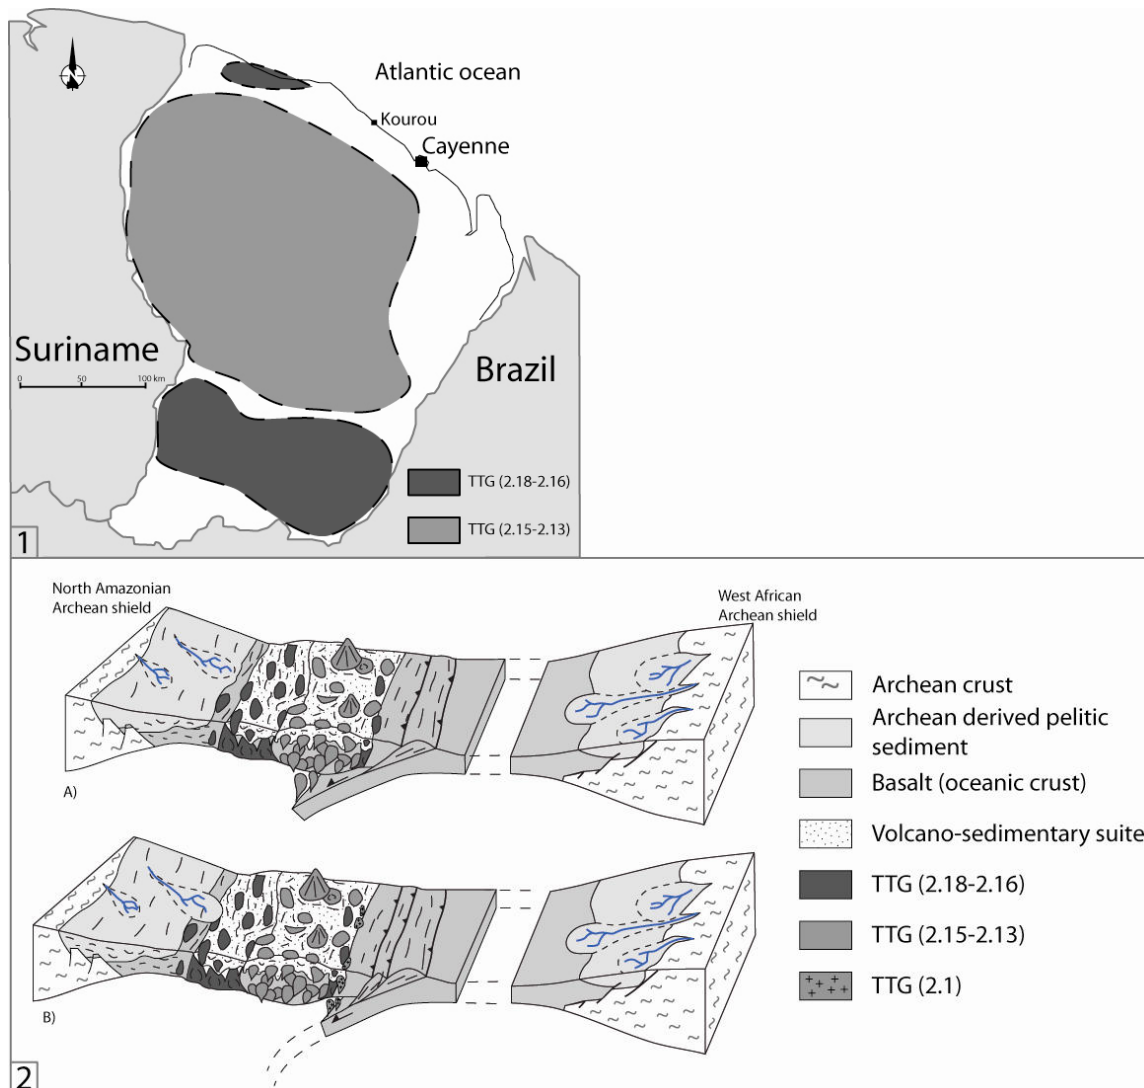 N
Atlantic ocean
Kourou
Cayenne
Suriname
0 50 100 km
Brazil
TTG (2.18-2.16)
TTG (2.15-2.13)
1
North Amazonian
Archean shield
West African
Archean shield
A)
B)
Archean crust
Archean derived pelitic
sediment
Basalt (oceanic crust)
Volcano-sedimentary suite
TTG (2.18-2.16)
TTG (2.15-2.13)
TTG (2.1)
2